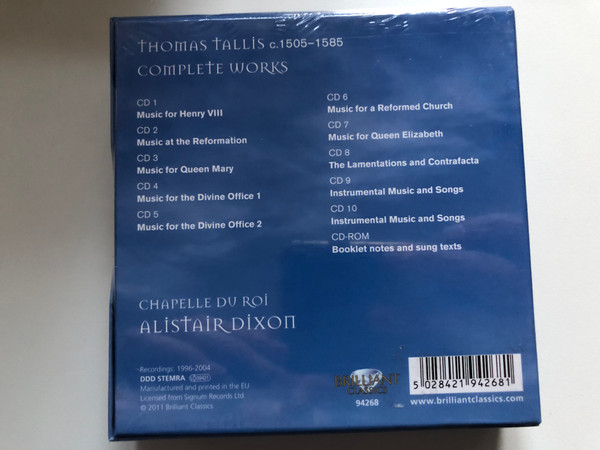 THOMAS TALLIS c.1505–1585
COMPLETE WORKS
CD 1
Music for Henry VIII
CD 2
Music at the Reformation
CD 3
Music for Queen Mary
CD 4
Music for the Divine Office 1
CD 5
Music for the Divine Office 2
CD 6
Music for a Reformed Church
CD 7
Music for Queen Elizabeth
CD 8
The Lamentations and Contrafacta
CD 9
Instrumental Music and Songs
CD 10
Instrumental Music and Songs
CD-ROM
Booklet notes and sung texts
CHAPELLE DU ROI
ALISTAIR DIXON
Recordings: 1996-2004
DDD STEMRA
Manufactured and printed in the EU
Licensed from Signum Records Ltd
© 2011 Brilliant Classics
BRILLIANT
CLASSICS
94268
5 028421 942681
www.brilliantclassics.com